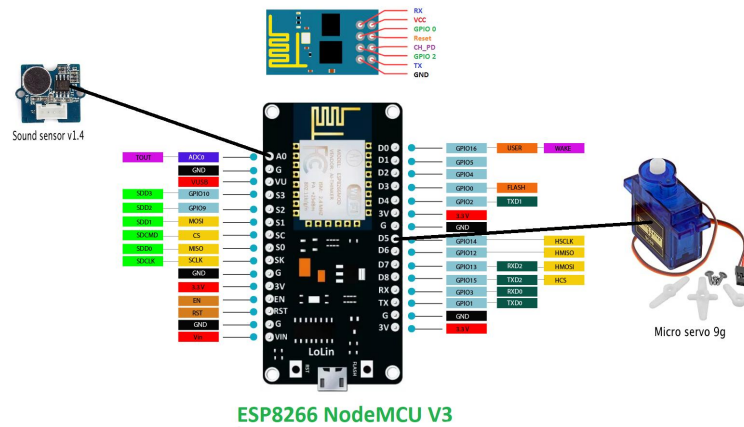 RX
VCC
GPIO 0
Reset
CH_PD
GPIO 2
TX
GND
Sound sensor v1.4
TOUT ADC0 A0
GND G
VUSB VU
SDD3 GPIO10 S3
SDD2 GPIO9 S2
SDD1 MOSI S1
SDCMD CS SC
SDD0 MISO S0
SDCLK SCLK SK
GND G
3.3 V 3V
EN EN
RST RST
GND G
Vin VIN
D0 GPIO16 USER WAKE
D1 GPIO5
D2 GPIO4
D3 GPIO0 FLASH
D4 GPIO2 TXD1
3V 3.3 V
G GND
D5 GPIO14 HSCLK
D6 GPIO12 HMISO
D7 GPIO13 RXD2 HMOSI
D8 GPIO15 TXD2 HCS
RX GPIO3 RXD0
TX GPIO1 TXD0
G GND
3V 3.3 V
LoLin
RST
FLASH
Micro servo 9g
ESP8266 NodeMCU V3